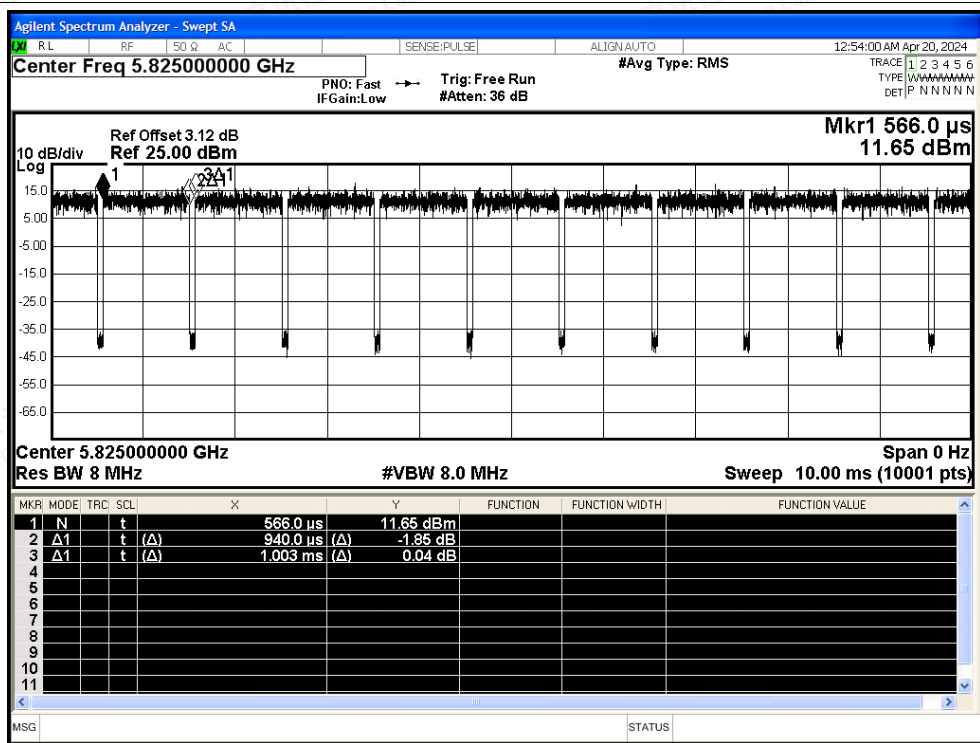 Agilent Spectrum Analyzer - Swept SA
LXI RL RF 50 Ω AC SENSE:PULSE ALIGN AUTO 12:54:00 AM Apr 20, 2024
Center Freq 5.825000000 GHz #Avg Type: RMS TRACE 1 2 3 4 5 6
PNO: Fast Trig: Free Run TYPE WWWWWW
IFGain:Low #Atten: 36 dB DET P N N N N N
Mkr1 566.0 µs
11.65 dBm
Ref Offset 3.12 dB
10 dB/div Ref 25.00 dBm
Log
1
2Δ1
3Δ1
15.0
5.00
-5.00
-15.0
-25.0
-35.0
-45.0
-55.0
-65.0
Center 5.825000000 GHz Span 0 Hz
Res BW 8 MHz #VBW 8.0 MHz Sweep 10.00 ms (10001 pts)
MKR MODE TRC SCL X Y FUNCTION FUNCTION WIDTH FUNCTION VALUE
1 N t 566.0 µs 11.65 dBm
2 Δ1 t (Δ) 940.0 µs (Δ) -1.85 dB
3 Δ1 t (Δ) 1.003 ms (Δ) 0.04 dB
4
5
6
7
8
9
10
11
MSG STATUS